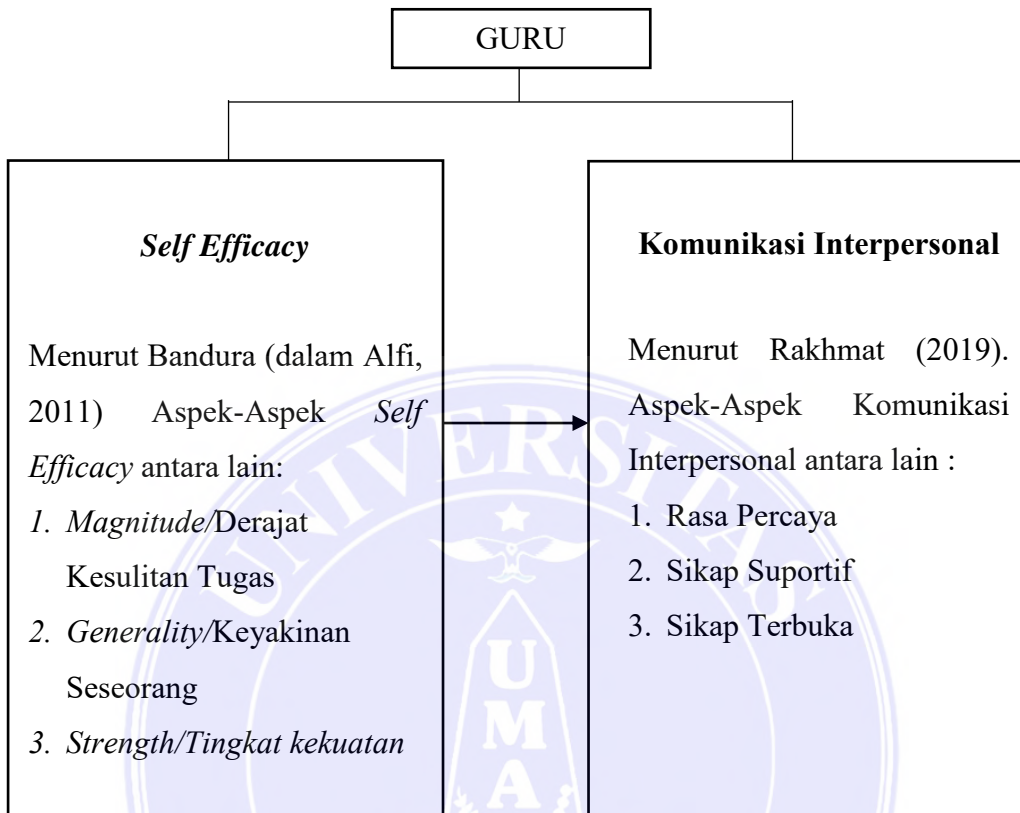 GURU
Self Efficacy
Menurut Bandura (dalam Alfi,
2011) Aspek-Aspek Self
Efficacy antara lain:
1. Magnitude/Derajat
Kesulitan Tugas
2. Generality/Keyakinan
Seseorang
3. Strength/Tingkat kekuatan
Komunikasi Interpersonal
Menurut Rakhmat (2019).
Aspek-Aspek Komunikasi
Interpersonal antara lain :
1. Rasa Percaya
2. Sikap Suportif
3. Sikap Terbuka
UNIVERSITAS
UMA